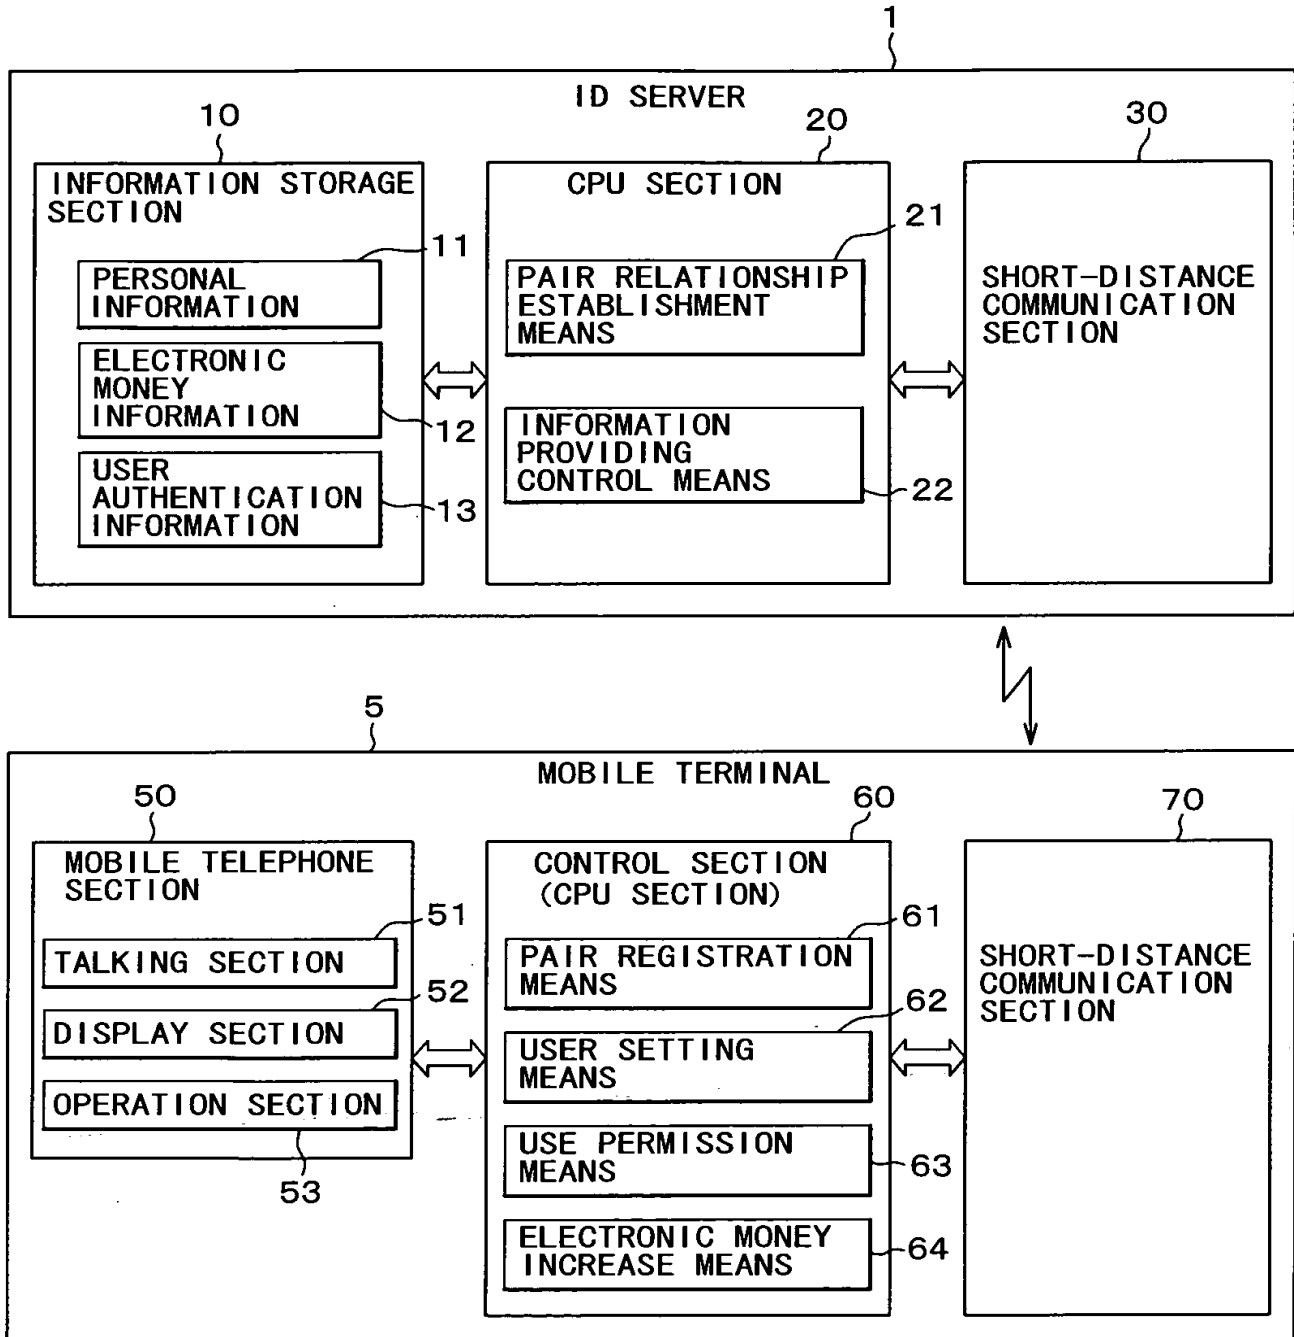 1
ID SERVER
10
20
30
INFORMATION STORAGE
SECTION
CPU SECTION
11
21
PERSONAL
INFORMATION
PAIR RELATIONSHIP
ESTABLISHMENT
MEANS
SHORT-DISTANCE
COMMUNICATION
SECTION
ELECTRONIC
MONEY
INFORMATION
12
INFORMATION
PROVIDING
CONTROL MEANS
22
USER
AUTHENTICATION
INFORMATION
13
5
MOBILE TERMINAL
50
60
70
MOBILE TELEPHONE
SECTION
CONTROL SECTION
(CPU SECTION)
51
61
TALKING SECTION
PAIR REGISTRATION
MEANS
SHORT-DISTANCE
COMMUNICATION
SECTION
52
62
DISPLAY SECTION
USER SETTING
MEANS
OPERATION SECTION
53
USE PERMISSION
MEANS
63
ELECTRONIC MONEY
INCREASE MEANS
64